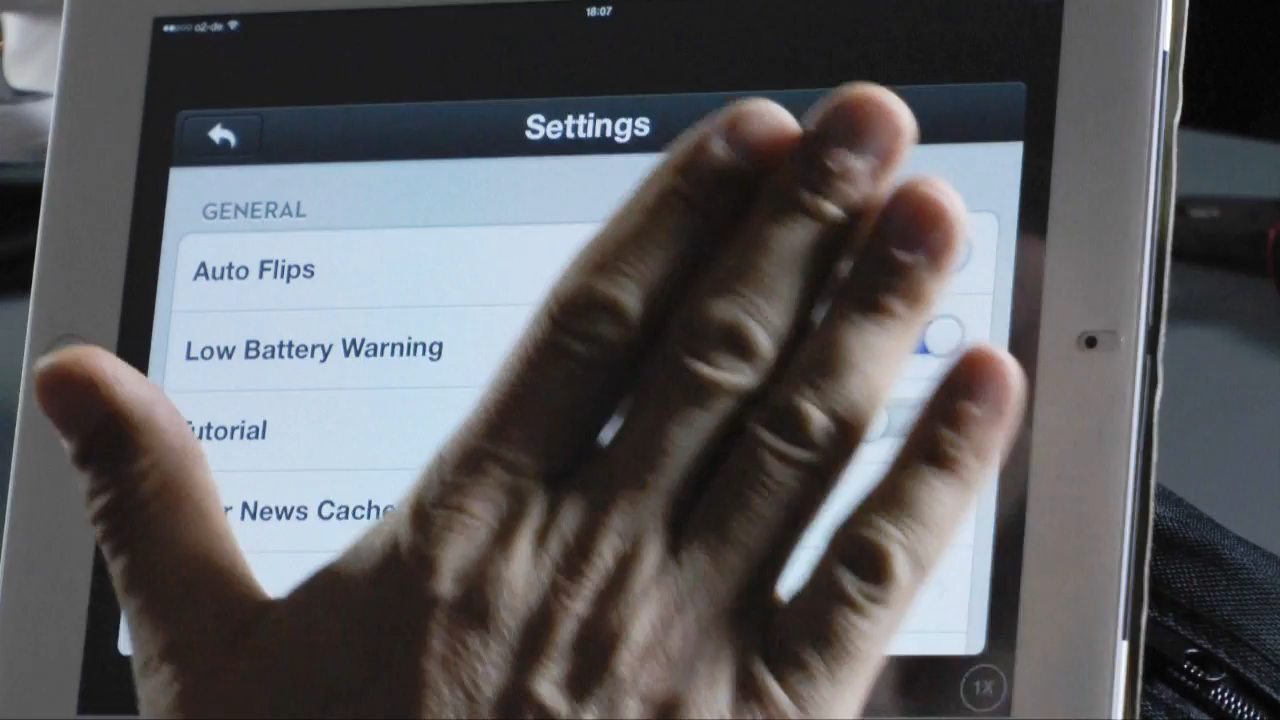 o2-de 18:07
Settings
GENERAL
Auto Flips
Low Battery Warning
utorial
r News Cache
1X